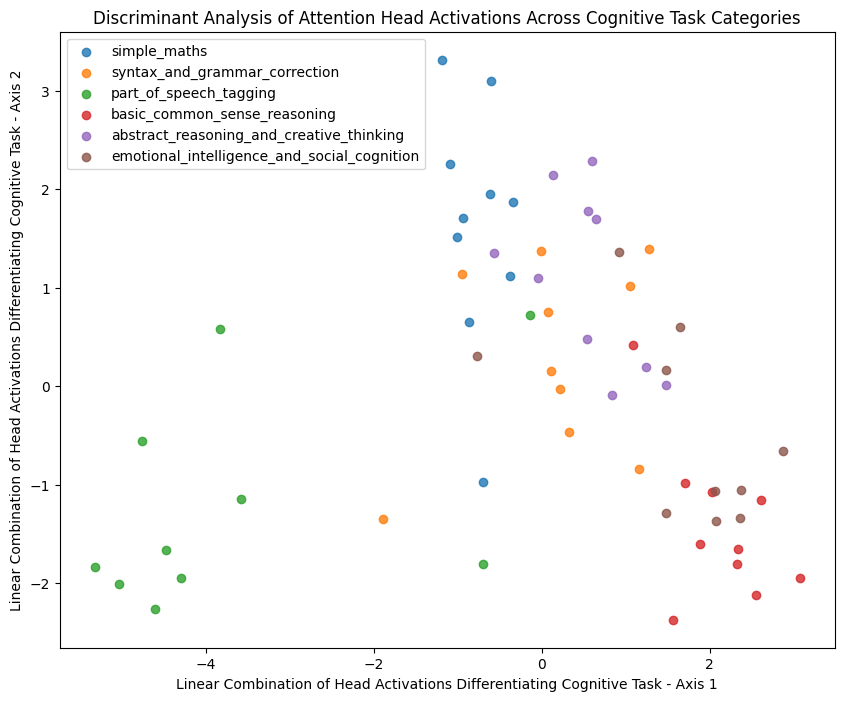 Discriminant Analysis of Attention Head Activations Across Cognitive Task Categories
simple_maths
syntax_and_grammar_correction
part_of_speech_tagging
basic_common_sense_reasoning
abstract_reasoning_and_creative_thinking
emotional_intelligence_and_social_cognition
Linear Combination of Head Activations Differentiating Cognitive Task - Axis 2
3
2
1
0
−1
−2
−4
−2
0
2
Linear Combination of Head Activations Differentiating Cognitive Task - Axis 1